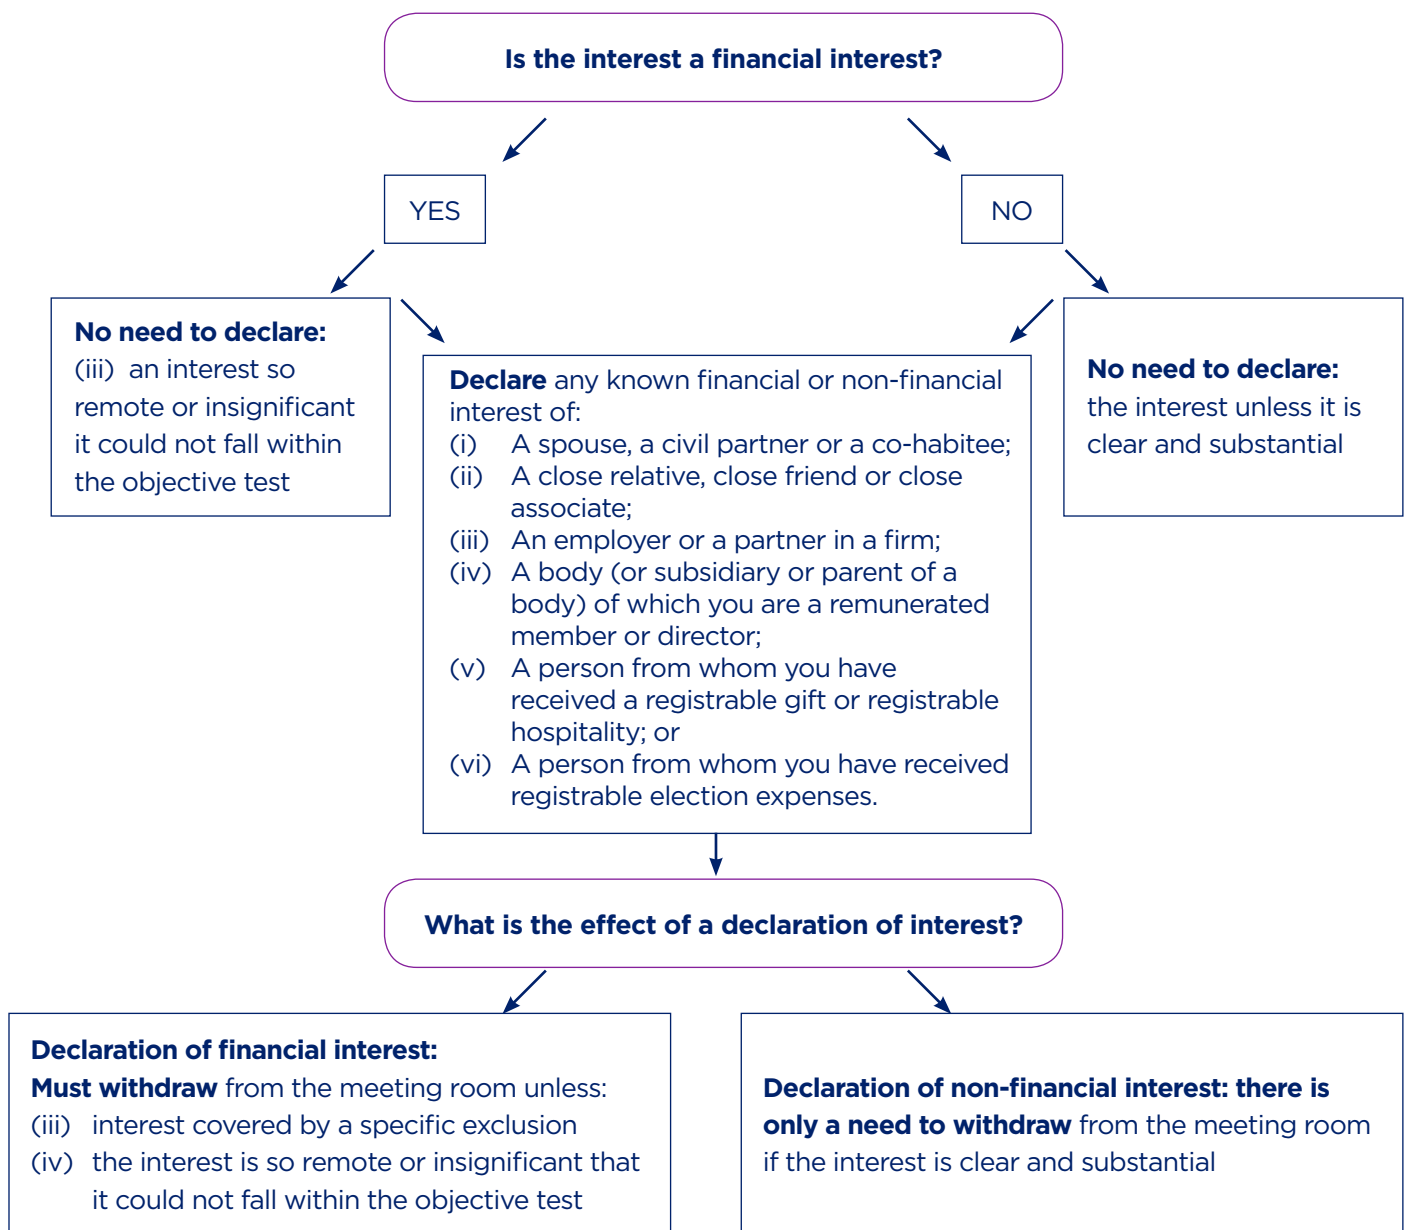 Is the interest a financial interest?
YES
NO
No need to declare:
(iii) an interest so
remote or insignificant
it could not fall within
the objective test
Declare any known financial or non-financial
interest of:
(i) A spouse, a civil partner or a co-habitee;
(ii) A close relative, close friend or close
associate;
(iii) An employer or a partner in a firm;
(iv) A body (or subsidiary or parent of a
body) of which you are a remunerated
member or director;
(v) A person from whom you have
received a registrable gift or registrable
hospitality; or
(vi) A person from whom you have received
registrable election expenses.
No need to declare:
the interest unless it is
clear and substantial
What is the effect of a declaration of interest?
Declaration of financial interest:
Must withdraw from the meeting room unless:
(iii) interest covered by a specific exclusion
(iv) the interest is so remote or insignificant that
it could not fall within the objective test
Declaration of non-financial interest: there is
only a need to withdraw from the meeting room
if the interest is clear and substantial